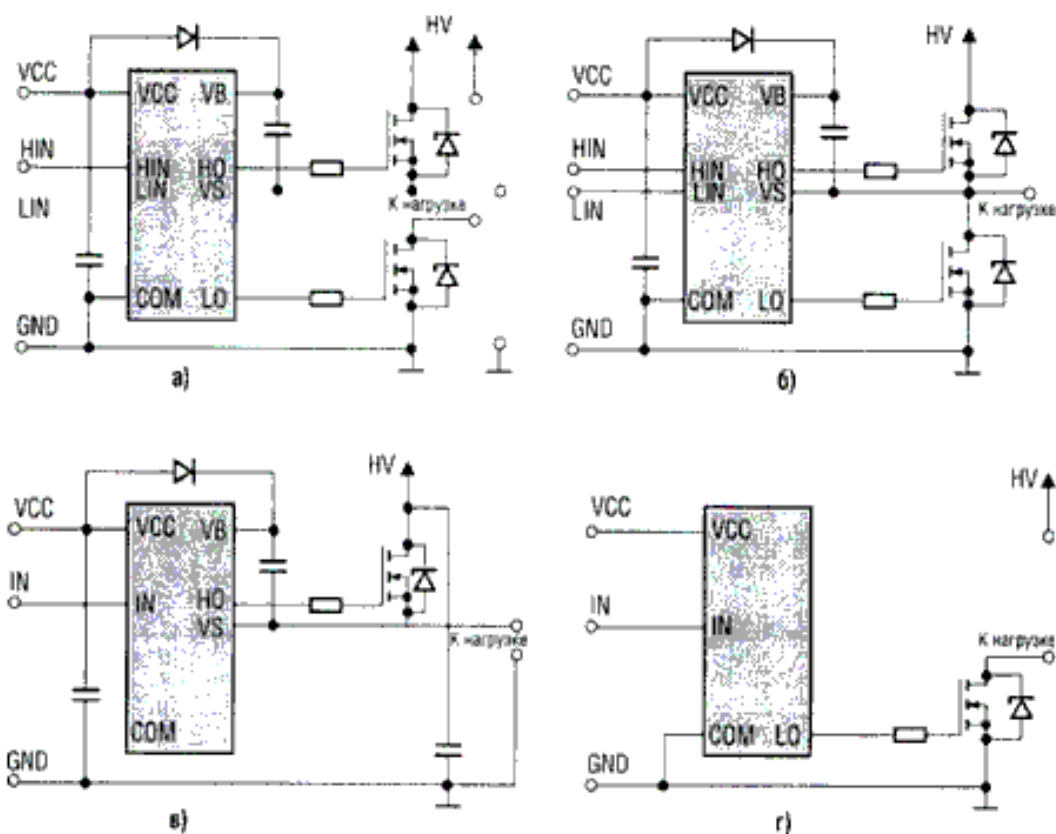 HV
VCC
VCC VB
HIN
HIN HO
LIN VS
LIN
К нагрузке
COM LO
GND
а)
HV
VCC
VCC VB
HIN
HIN HO
LIN VS
LIN
К нагрузке
COM LO
GND
б)
HV
VCC
VCC VB
IN
IN HO
VS
К нагрузке
COM
GND
в)
HV
VCC
VCC
IN
IN
К нагрузке
COM LO
GND
г)